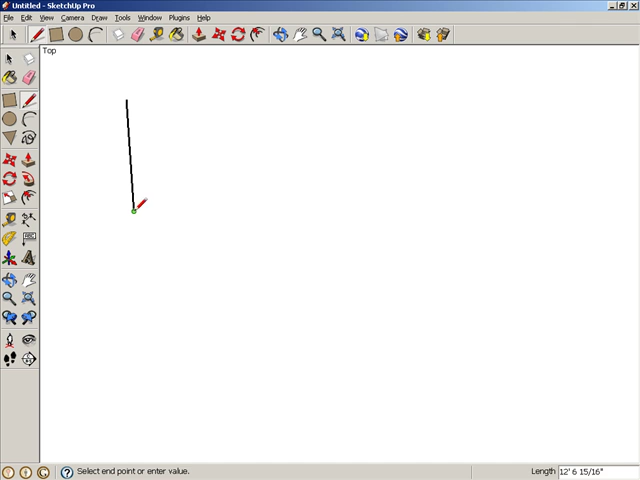 Untitled - SketchUp Pro
File Edit View Camera Draw Tools Window Plugins Help
Top
ABC
Select end point or enter value.
Length 12' 6 15/16"